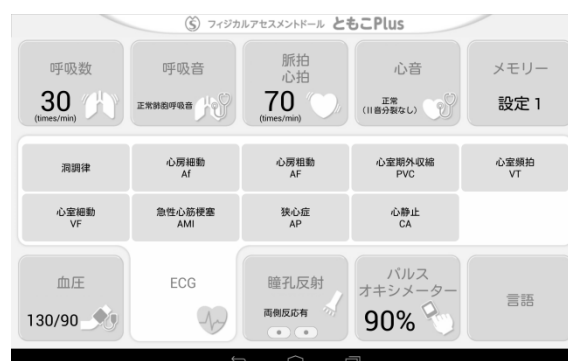 フィジカルアセスメントドール ともこPlus
呼吸数
30
(times/min)
呼吸音
正常肺胞呼吸音
脈拍
心拍
70
(times/min)
心音
正常
(II音分裂なし)
メモリー
設定 1
洞調律
心房細動
Af
心房粗動
AF
心室期外収縮
PVC
心室頻拍
VT
心室細動
VF
急性心筋梗塞
AMI
狭心症
AP
心静止
CA
血圧
130/90
ECG
瞳孔反射
両側反応有
パルス
オキシメーター
90%
言語